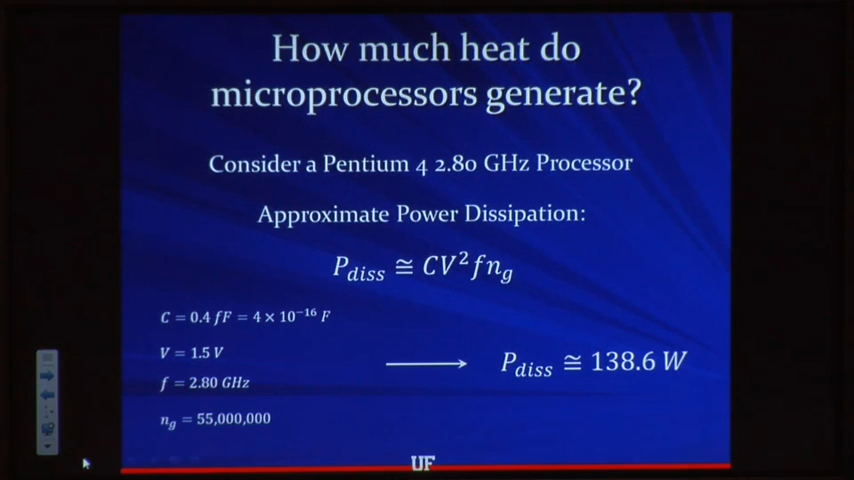 How much heat do
microprocessors generate?
Consider a Pentium 4 2.80 GHz Processor
Approximate Power Dissipation:
P_diss ≅ CV²fn_g
C = 0.4 fF = 4 × 10⁻¹⁶ F
V = 1.5 V
f = 2.80 GHz
n_g = 55,000,000
P_diss ≅ 138.6 W
UF